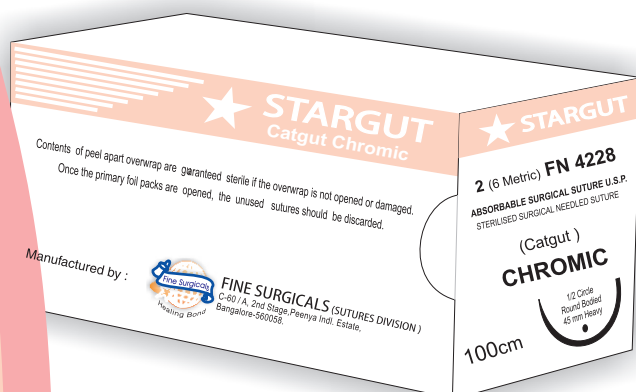 STARGUT
Catgut Chromic
Contents of peel apart overwrap are guranteed sterile if the overwrap is not opened or damaged.
Once the primary foil packs are opened, the unused sutures should be discarded.
Manufactured by :
Fine Surgicals
Healing Bond
FINE SURGICALS (SUTURES DIVISION )
C-60 / A, 2nd Stage,Peenya Indl. Estate,
Bangalore-560058.
STARGUT
2 (6 Metric) FN 4228
ABSORBABLE SURGICAL SUTURE U.S.P.
STERILISED SURGICAL NEEDLED SUTURE
(Catgut )
CHROMIC
1/2 Circle
Round Bodied
45 mm Heavy
100cm